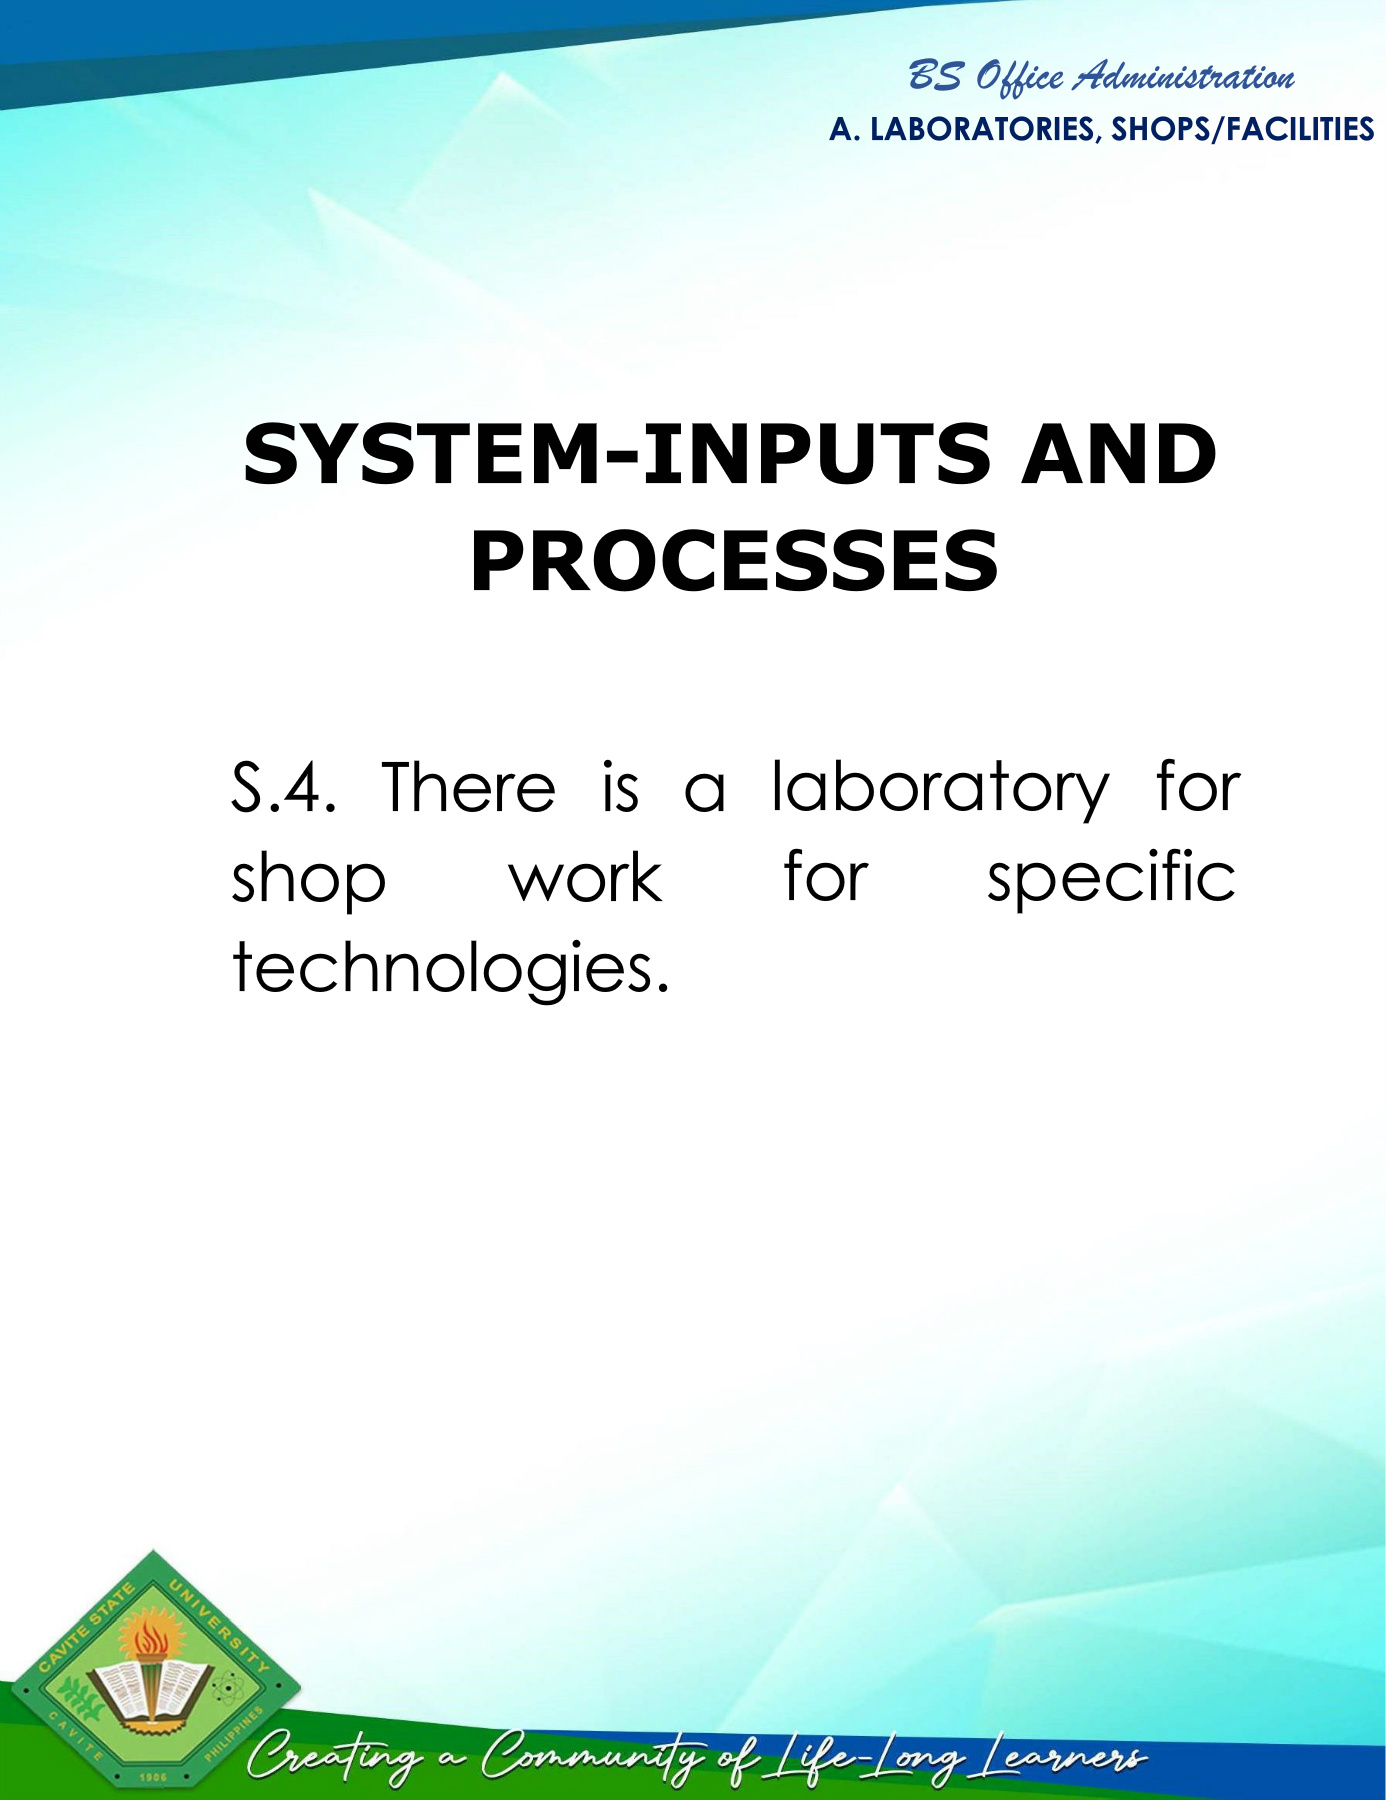 BS Office Administration
A. LABORATORIES, SHOPS/FACILITIES
SYSTEM-INPUTS AND
PROCESSES
S.4. There is a laboratory for
shop work for specific
technologies.
CAVITE STATE UNIVERSITY
CAVITE PHILIPPINES
1906
Creating a Community of Life-Long Learners